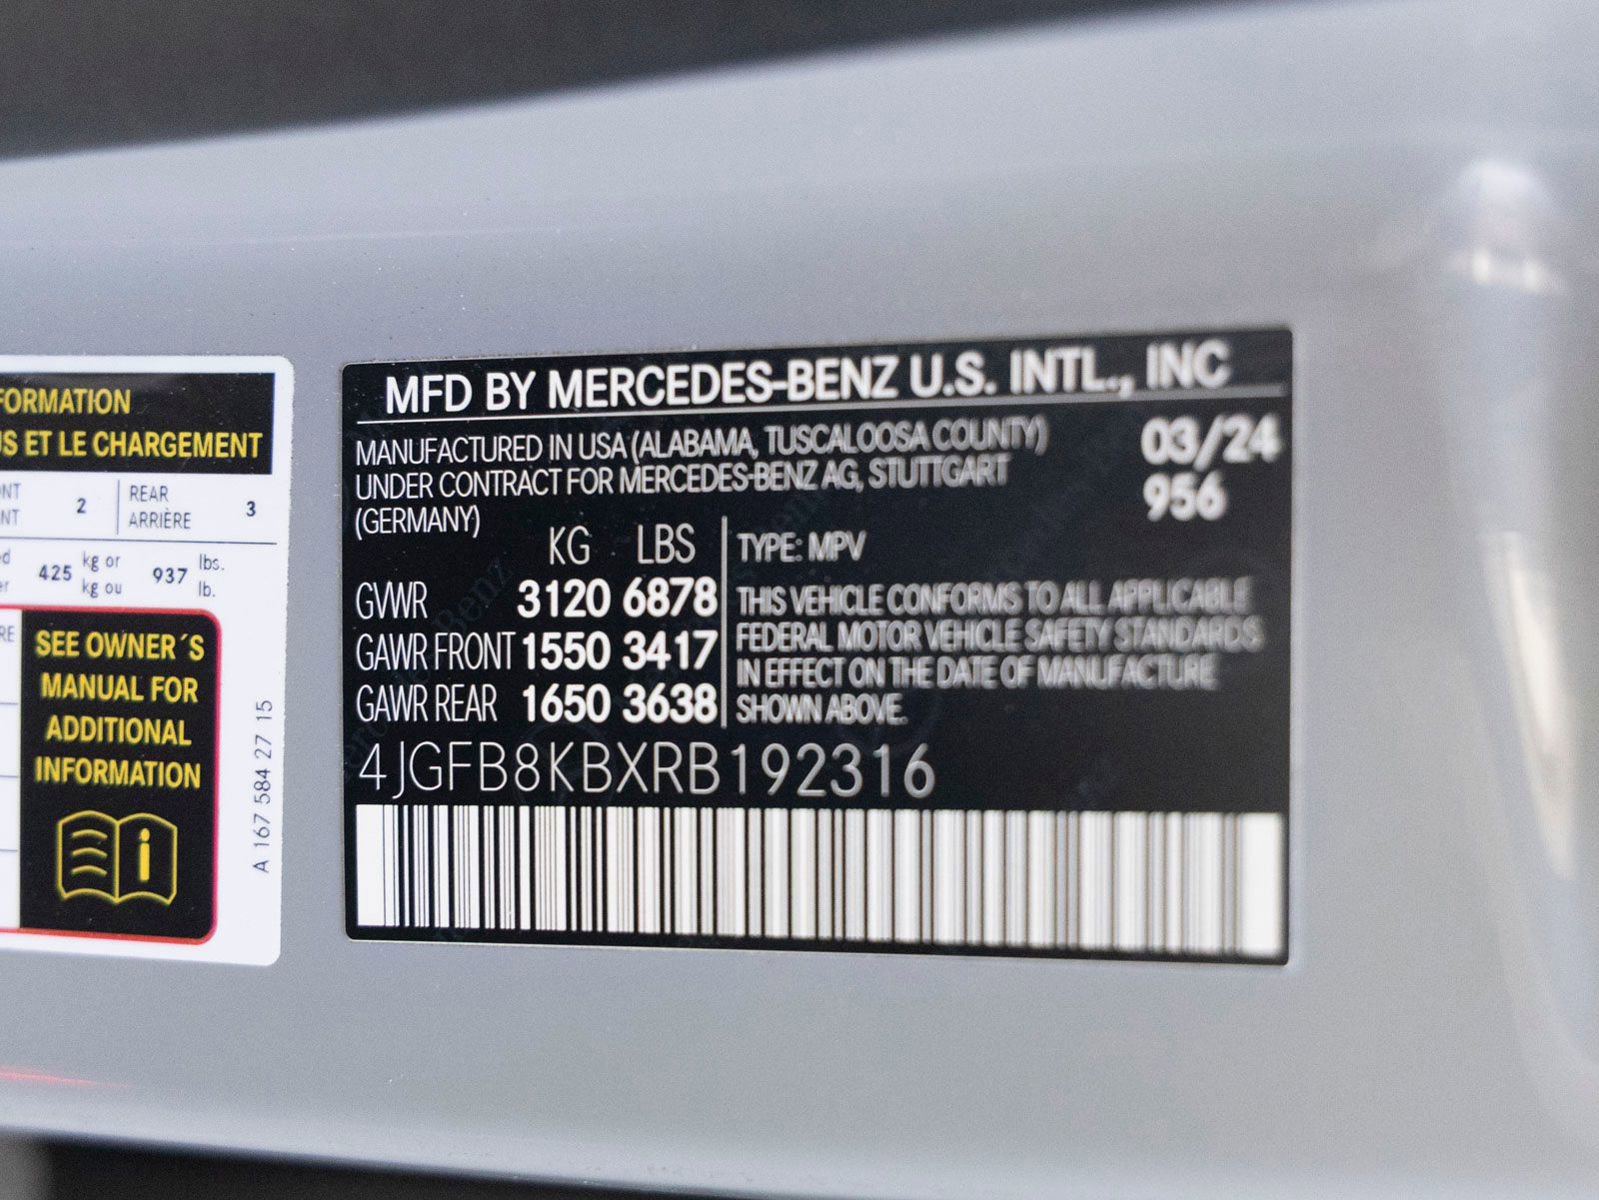 FORMATION
US ET LE CHARGEMENT
ONT
NT
2
REAR
ARRIÈRE
3
425
kg or
kg ou
937
lbs.
lb.
RE
SEE OWNER´S
MANUAL FOR
ADDITIONAL
INFORMATION
i
A 167 584 27 15
MFD BY MERCEDES-BENZ U.S. INTL., INC
MANUFACTURED IN USA (ALABAMA, TUSCALOOSA COUNTY)
UNDER CONTRACT FOR MERCEDES-BENZ AG, STUTTGART
(GERMANY)
03/24
956
KG LBS
GVWR 3120 6878
GAWR FRONT 1550 3417
GAWR REAR 1650 3638
TYPE: MPV
THIS VEHICLE CONFORMS TO ALL APPLICABLE
FEDERAL MOTOR VEHICLE SAFETY STANDARDS
IN EFFECT ON THE DATE OF MANUFACTURE
SHOWN ABOVE.
4JGFB8KBXRB192316